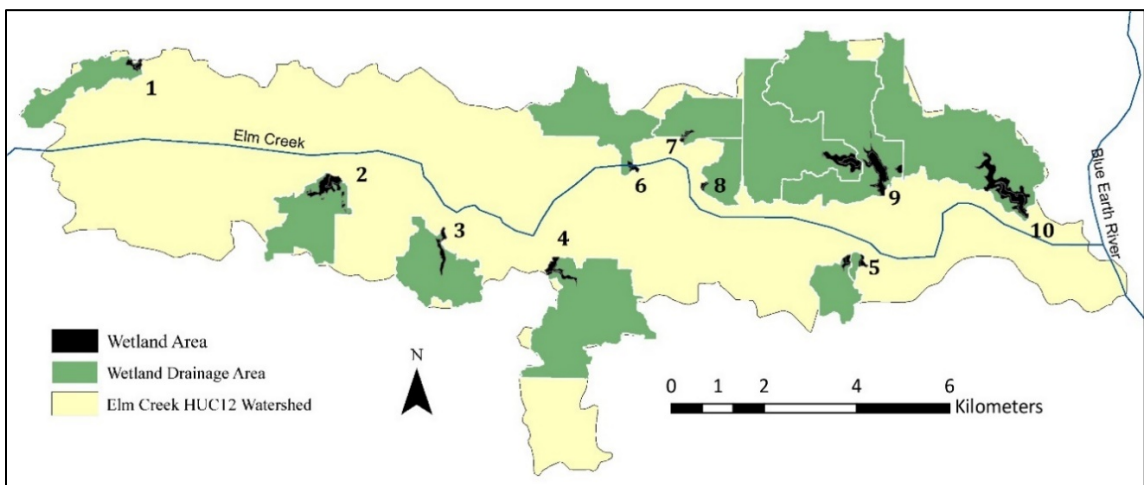 1
Elm Creek
2
3
4
5
6
7
8
9
10
Blue Earth River
Wetland Area
Wetland Drainage Area
Elm Creek HUC12 Watershed
N
0 1 2 4 6
Kilometers